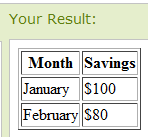 Your Result:
Month Savings
January $100
February $80